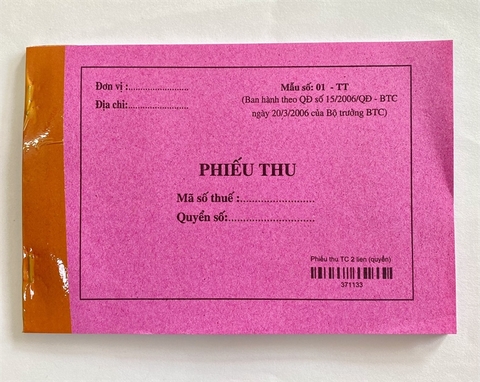 Đơn vị :....................
Địa chỉ:....................
Mẫu số: 01 - TT
(Ban hành theo QĐ số 15/2006/QĐ - BTC
ngày 20/3/2006 của Bộ trưởng BTC)
PHIẾU THU
Mã số thuế :.........................
Quyển số:............................
Phiếu thu TC 2 lien (quyển)
371133